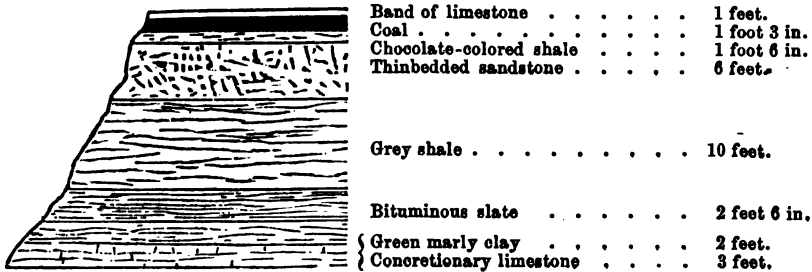 Band of limestone . . . . . 1 feet.
Coal . . . . . . . . . . 1 foot 3 in.
Chocolate-colored shale . . . . 1 foot 6 in.
Thinbedded sandstone . . . . . 6 feet.
Grey shale . . . . . . . . 10 feet.
Bituminous slate . . . . . . 2 feet 6 in.
Green marly clay . . . . . 2 feet.
Concretionary limestone . . . . 3 feet.